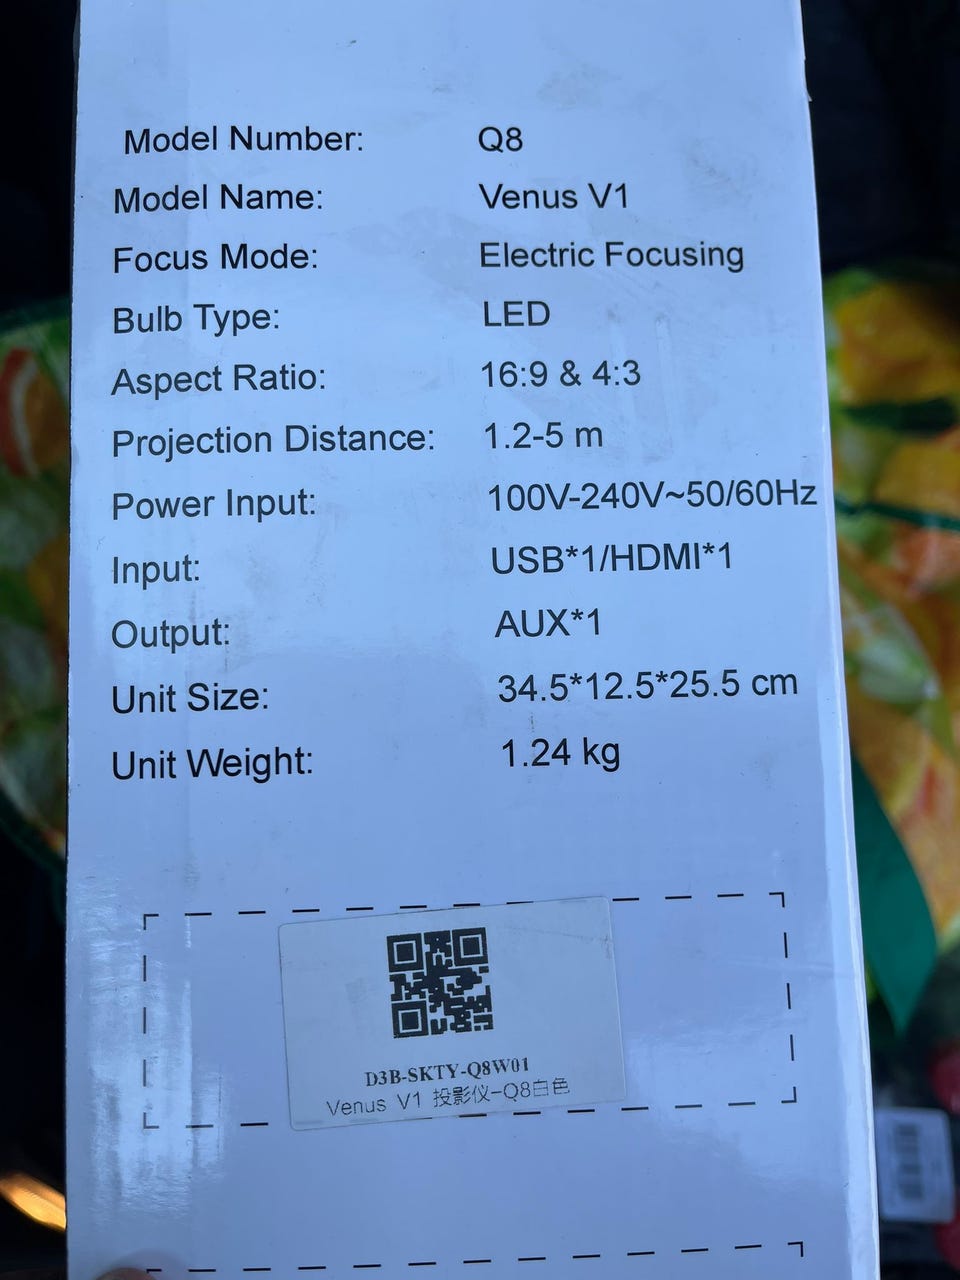 Model Number: Q8
Model Name: Venus V1
Focus Mode: Electric Focusing
Bulb Type: LED
Aspect Ratio: 16:9 & 4:3
Projection Distance: 1.2-5 m
Power Input: 100V-240V~50/60Hz
Input: USB*1/HDMI*1
Output: AUX*1
Unit Size: 34.5*12.5*25.5 cm
Unit Weight: 1.24 kg
D3B-SKTY-Q8W01
Venus V1 投影仪-Q8白色